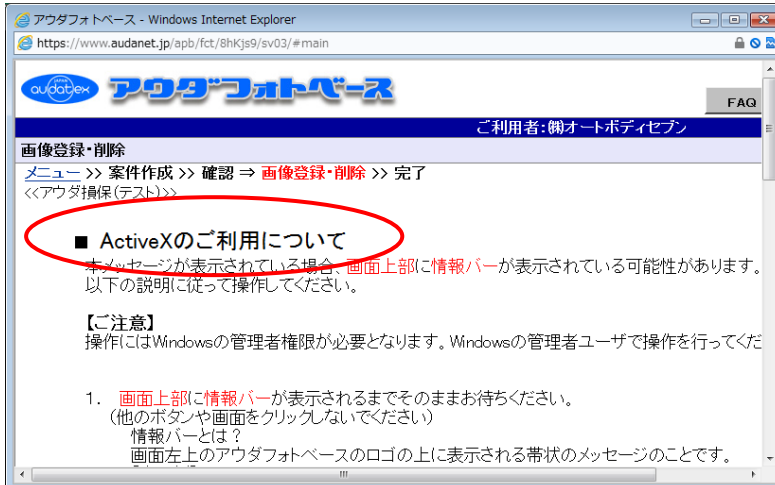 アウダフォトベース - Windows Internet Explorer
https://www.audanet.jp/apb/fct/8hKjs9/sv03/#main
audatex アウダフォトベース
FAQ
ご利用者:㈱オートボディセブン
画像登録・削除
メニュー >> 案件作成 >> 確認 ⇒ 画像登録・削除 >> 完了
<<アウダ損保(テスト)>>
■ ActiveXのご利用について
本メッセージが表示されている場合、画面上部に情報バーが表示されている可能性があります。
以下の説明に従って操作してください。
【ご注意】
操作にはWindowsの管理者権限が必要となります。Windowsの管理者ユーザで操作を行ってくだ
1. 画面上部に情報バーが表示されるまでそのままお待ちください。
(他のボタンや画面をクリックしないでください)
情報バーとは?
画面左上のアウダフォトベースのロゴの上に表示される帯状のメッセージのことです。